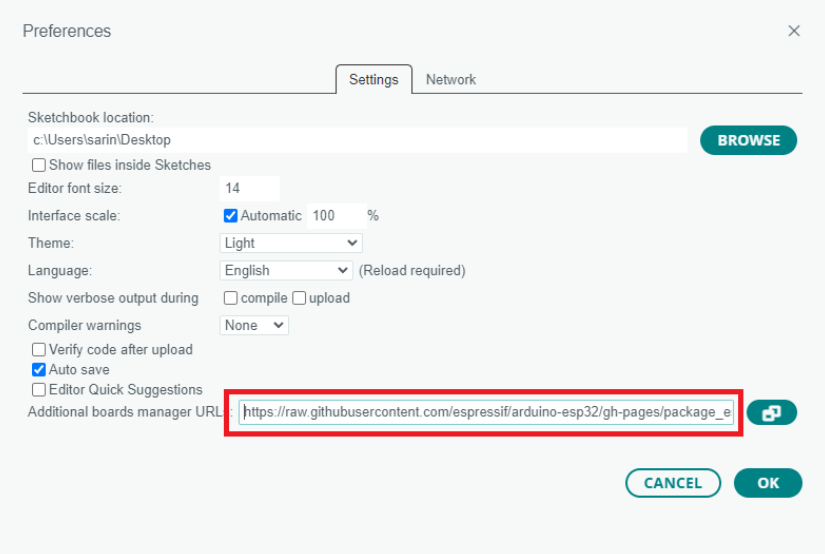 Preferences
Settings Network
Sketchbook location:
c:\Users\sarin\Desktop
BROWSE
Show files inside Sketches
Editor font size: 14
Interface scale: Automatic 100 %
Theme: Light
Language: English (Reload required)
Show verbose output during compile upload
Compiler warnings None
Verify code after upload
Auto save
Editor Quick Suggestions
Additional boards manager URL : https://raw.githubusercontent.com/espressif/arduino-esp32/gh-pages/package_e
CANCEL OK